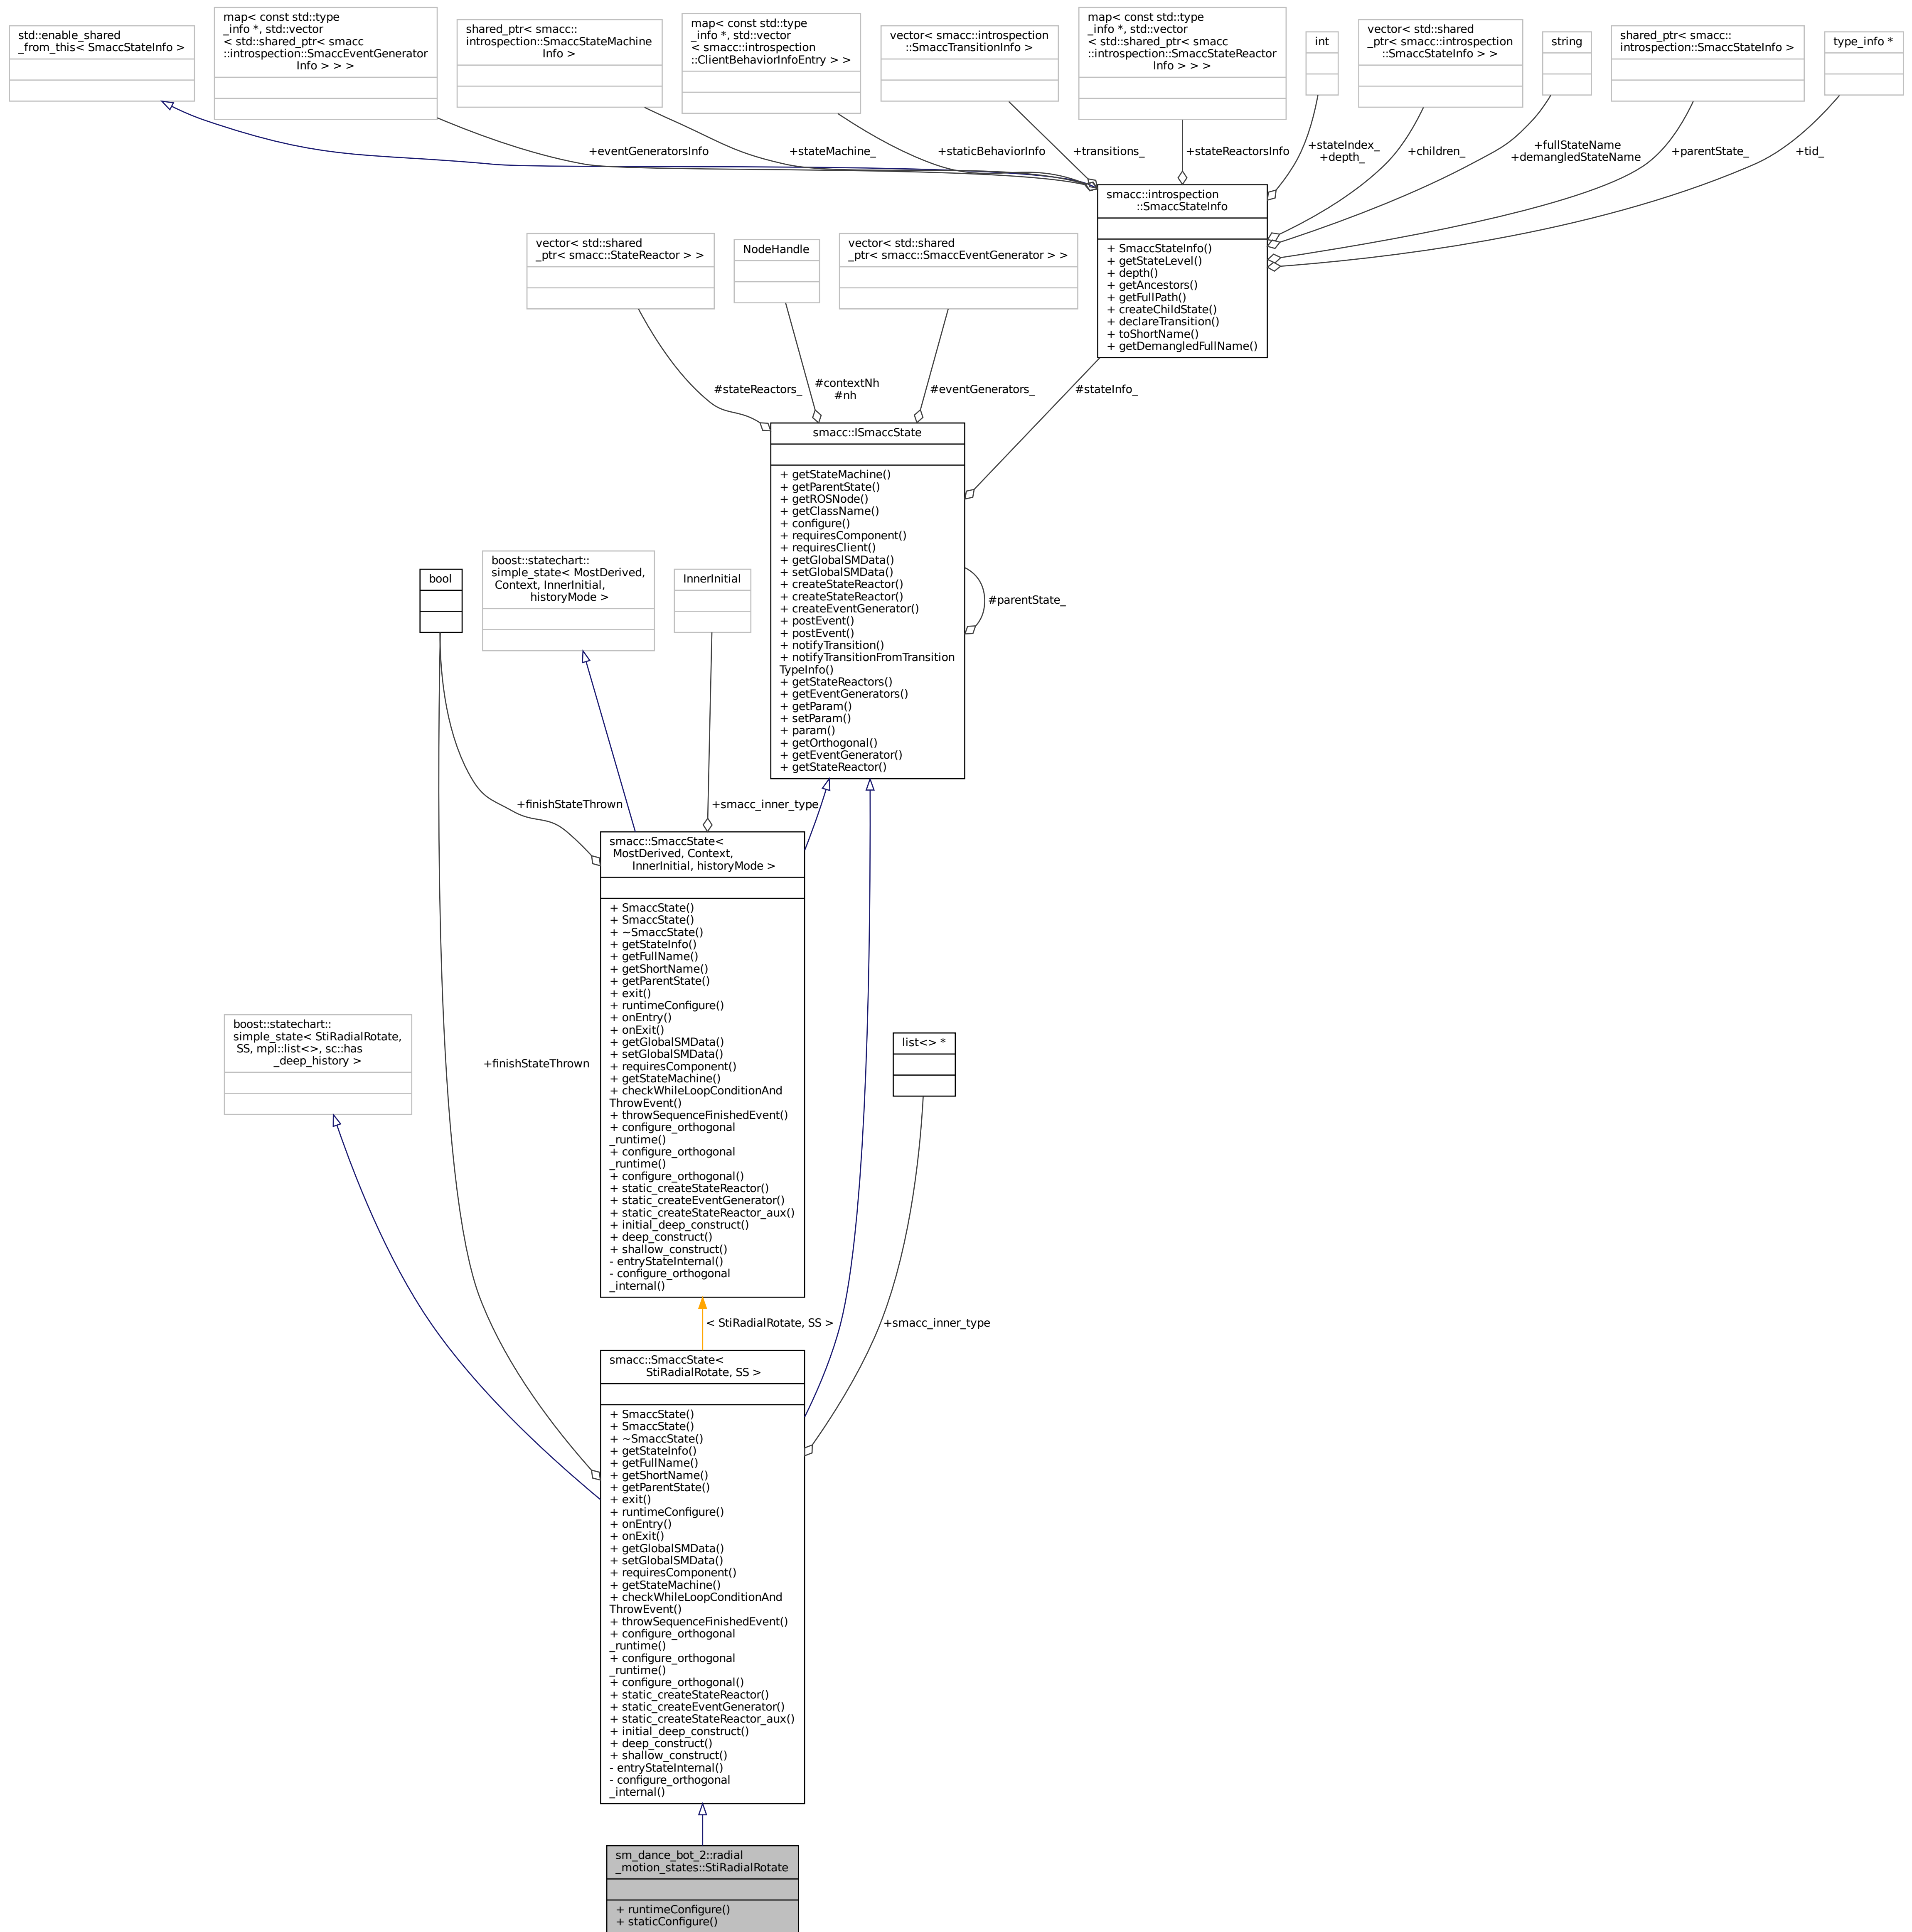 std::enable_shared
_from_this< SmaccStateInfo >
map< const std::type
_info *, std::vector
< std::shared_ptr< smacc
::introspection::SmaccEventGenerator
Info > > >
shared_ptr< smacc::
introspection::SmaccStateMachine
Info >
map< const std::type
_info *, std::vector
< smacc::introspection
::ClientBehaviorInfoEntry > >
vector< smacc::introspection
::SmaccTransitionInfo >
map< const std::type
_info *, std::vector
< std::shared_ptr< smacc
::introspection::SmaccStateReactor
Info > > >
int
vector< std::shared
_ptr< smacc::introspection
::SmaccStateInfo > >
string
shared_ptr< smacc::
introspection::SmaccStateInfo >
type_info *
+eventGeneratorsInfo
+stateMachine_
+staticBehaviorInfo
+transitions_
+stateReactorsInfo
+stateIndex_
+depth_
+children_
+fullStateName
+demangledStateName
+parentState_
+tid_
smacc::introspection
::SmaccStateInfo
+ SmaccStateInfo()
+ getStateLevel()
+ depth()
+ getAncestors()
+ getFullPath()
+ createChildState()
+ declareTransition()
+ toShortName()
+ getDemangledFullName()
vector< std::shared
_ptr< smacc::StateReactor > >
NodeHandle
vector< std::shared
_ptr< smacc::SmaccEventGenerator > >
#stateReactors_
#contextNh
#nh
#eventGenerators_
#stateInfo_
smacc::ISmaccState
+ getStateMachine()
+ getParentState()
+ getROSNode()
+ getClassName()
+ configure()
+ requiresComponent()
+ requiresClient()
+ getGlobalSMData()
+ setGlobalSMData()
+ createStateReactor()
+ createStateReactor()
+ createEventGenerator()
+ postEvent()
+ postEvent()
+ notifyTransition()
+ notifyTransitionFromTransition
TypeInfo()
+ getStateReactors()
+ getEventGenerators()
+ getParam()
+ setParam()
+ param()
+ getOrthogonal()
+ getEventGenerator()
+ getStateReactor()
#parentState_
bool
boost::statechart::
simple_state< MostDerived,
Context, InnerInitial,
historyMode >
InnerInitial
+finishStateThrown
+smacc_inner_type
smacc::SmaccState<
MostDerived, Context,
InnerInitial, historyMode >
+ SmaccState()
+ SmaccState()
+ ~SmaccState()
+ getStateInfo()
+ getFullName()
+ getShortName()
+ getParentState()
+ exit()
+ runtimeConfigure()
+ onEntry()
+ onExit()
+ getGlobalSMData()
+ setGlobalSMData()
+ requiresComponent()
+ getStateMachine()
+ checkWhileLoopConditionAnd
ThrowEvent()
+ throwSequenceFinishedEvent()
+ configure_orthogonal
_runtime()
+ configure_orthogonal
_runtime()
+ configure_orthogonal()
+ static_createStateReactor()
+ static_createEventGenerator()
+ static_createStateReactor_aux()
+ initial_deep_construct()
+ deep_construct()
+ shallow_construct()
- entryStateInternal()
- configure_orthogonal
_internal()
boost::statechart::
simple_state< StiRadialRotate,
SS, mpl::list<>, sc::has
_deep_history >
+finishStateThrown
list<> *
< StiRadialRotate, SS >
+smacc_inner_type
smacc::SmaccState<
StiRadialRotate, SS >
+ SmaccState()
+ SmaccState()
+ ~SmaccState()
+ getStateInfo()
+ getFullName()
+ getShortName()
+ getParentState()
+ exit()
+ runtimeConfigure()
+ onEntry()
+ onExit()
+ getGlobalSMData()
+ setGlobalSMData()
+ requiresComponent()
+ getStateMachine()
+ checkWhileLoopConditionAnd
ThrowEvent()
+ throwSequenceFinishedEvent()
+ configure_orthogonal
_runtime()
+ configure_orthogonal
_runtime()
+ configure_orthogonal()
+ static_createStateReactor()
+ static_createEventGenerator()
+ static_createStateReactor_aux()
+ initial_deep_construct()
+ deep_construct()
+ shallow_construct()
- entryStateInternal()
- configure_orthogonal
_internal()
sm_dance_bot_2::radial
_motion_states::StiRadialRotate
+ runtimeConfigure()
+ staticConfigure()